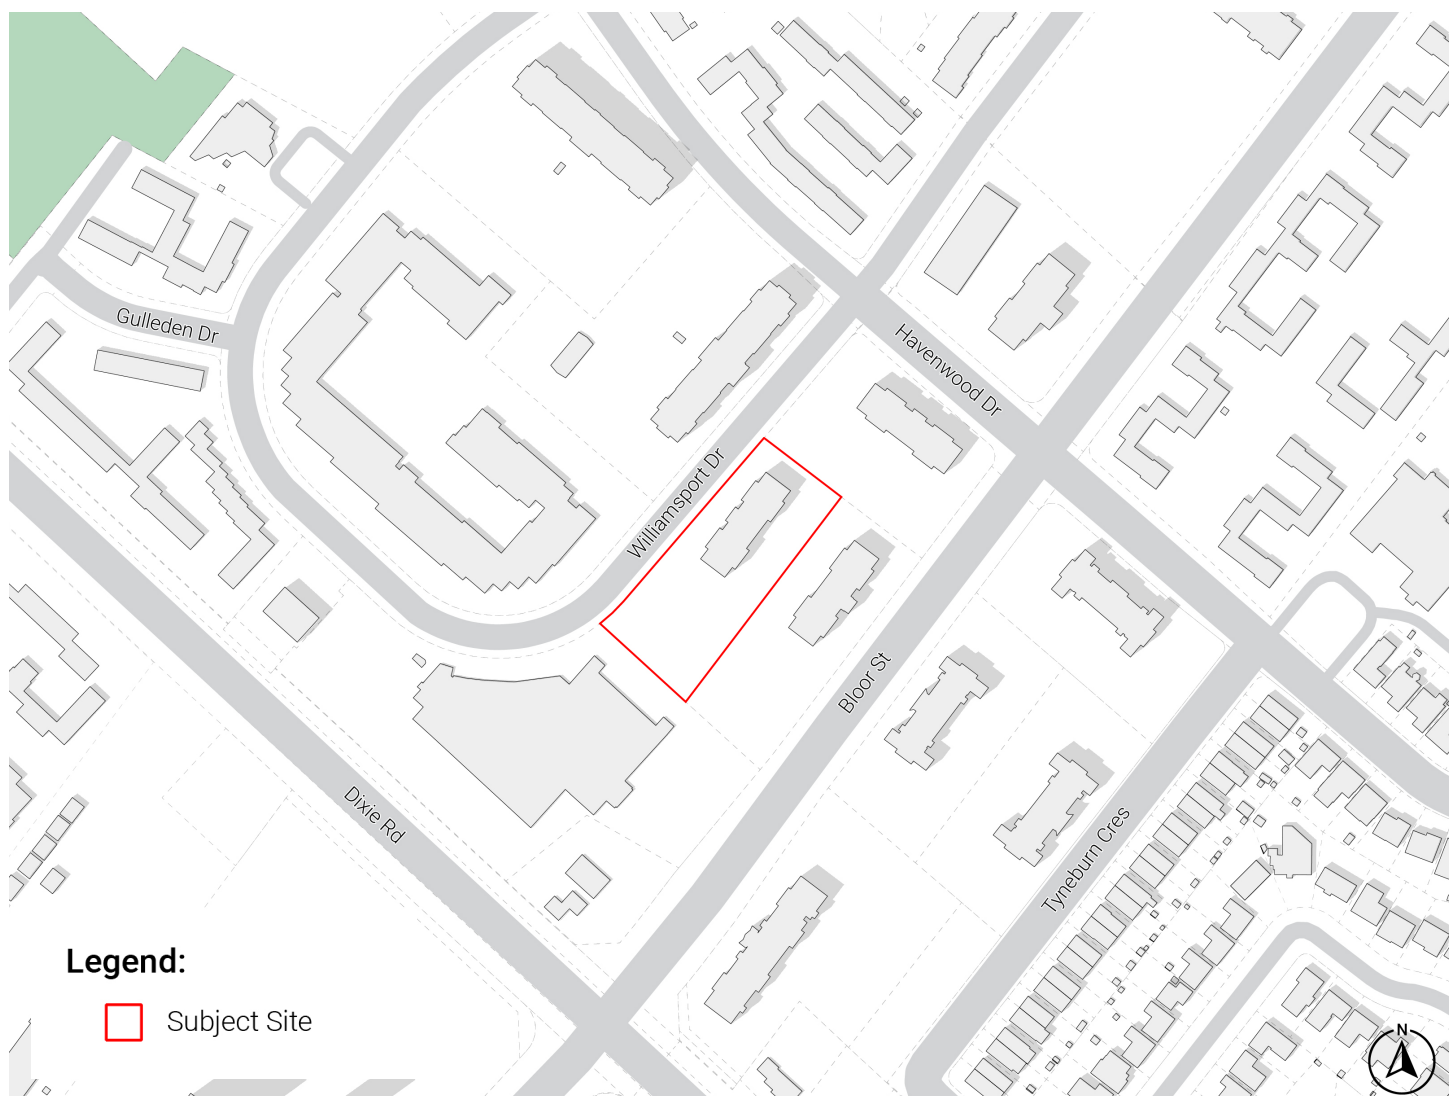 Gulleden Dr
Havenwood Dr
Williamsport Dr
Bloor St
Dixie Rd
Tyneburn Cres
Legend:
Subject Site
N